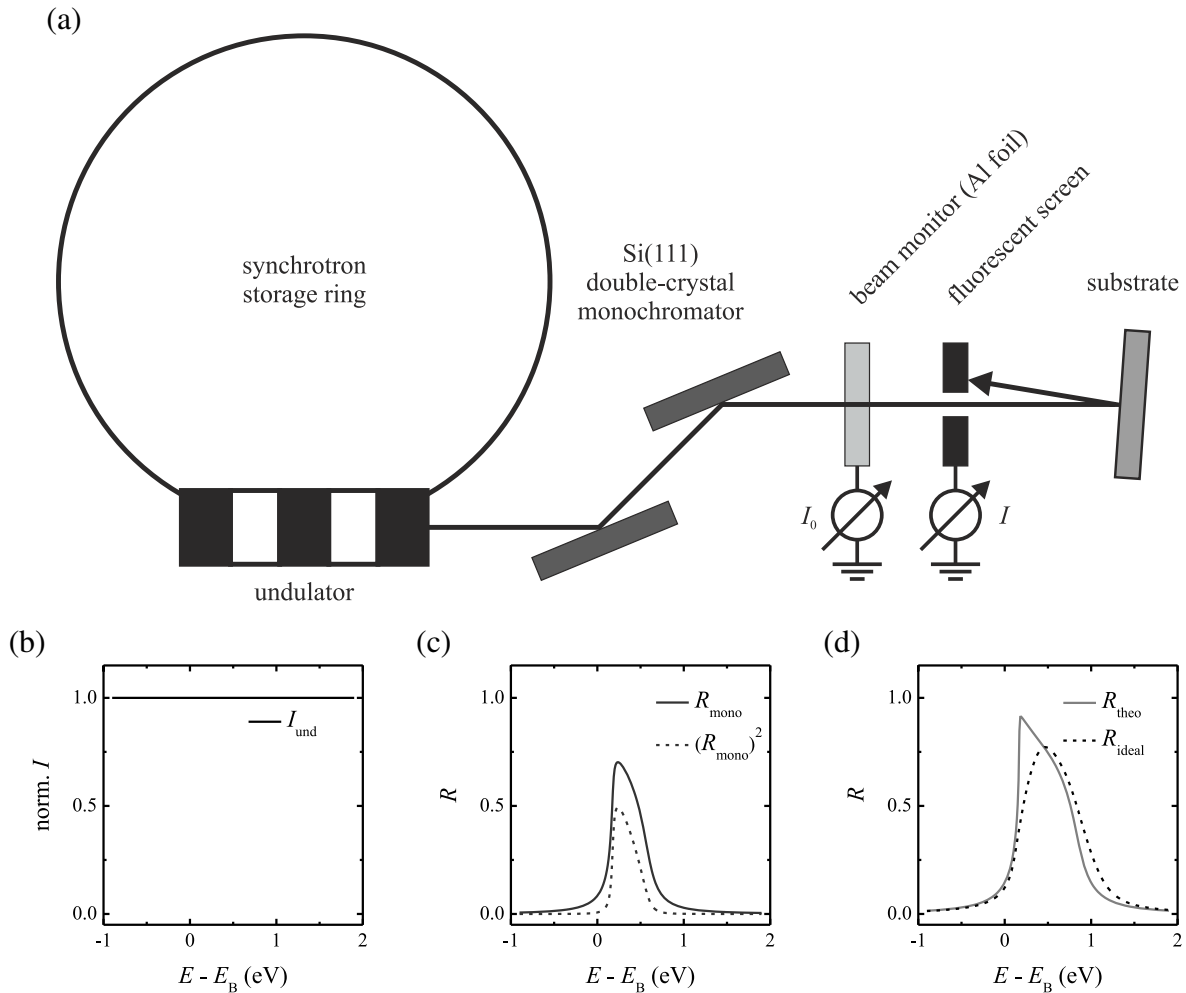 (a)
synchrotron
storage ring
Si(111)
double-crystal
monochromator
beam monitor (Al foil)
fluorescent screen
substrate
I0
I
undulator
(b)
norm. I
1.0
0.5
0.0
Iund
-1
0
1
2
E - EB (eV)
(c)
R
1.0
0.5
0.0
Rmono
(Rmono)2
-1
0
1
2
E - EB (eV)
(d)
R
1.0
0.5
0.0
Rtheo
Rideal
-1
0
1
2
E - EB (eV)